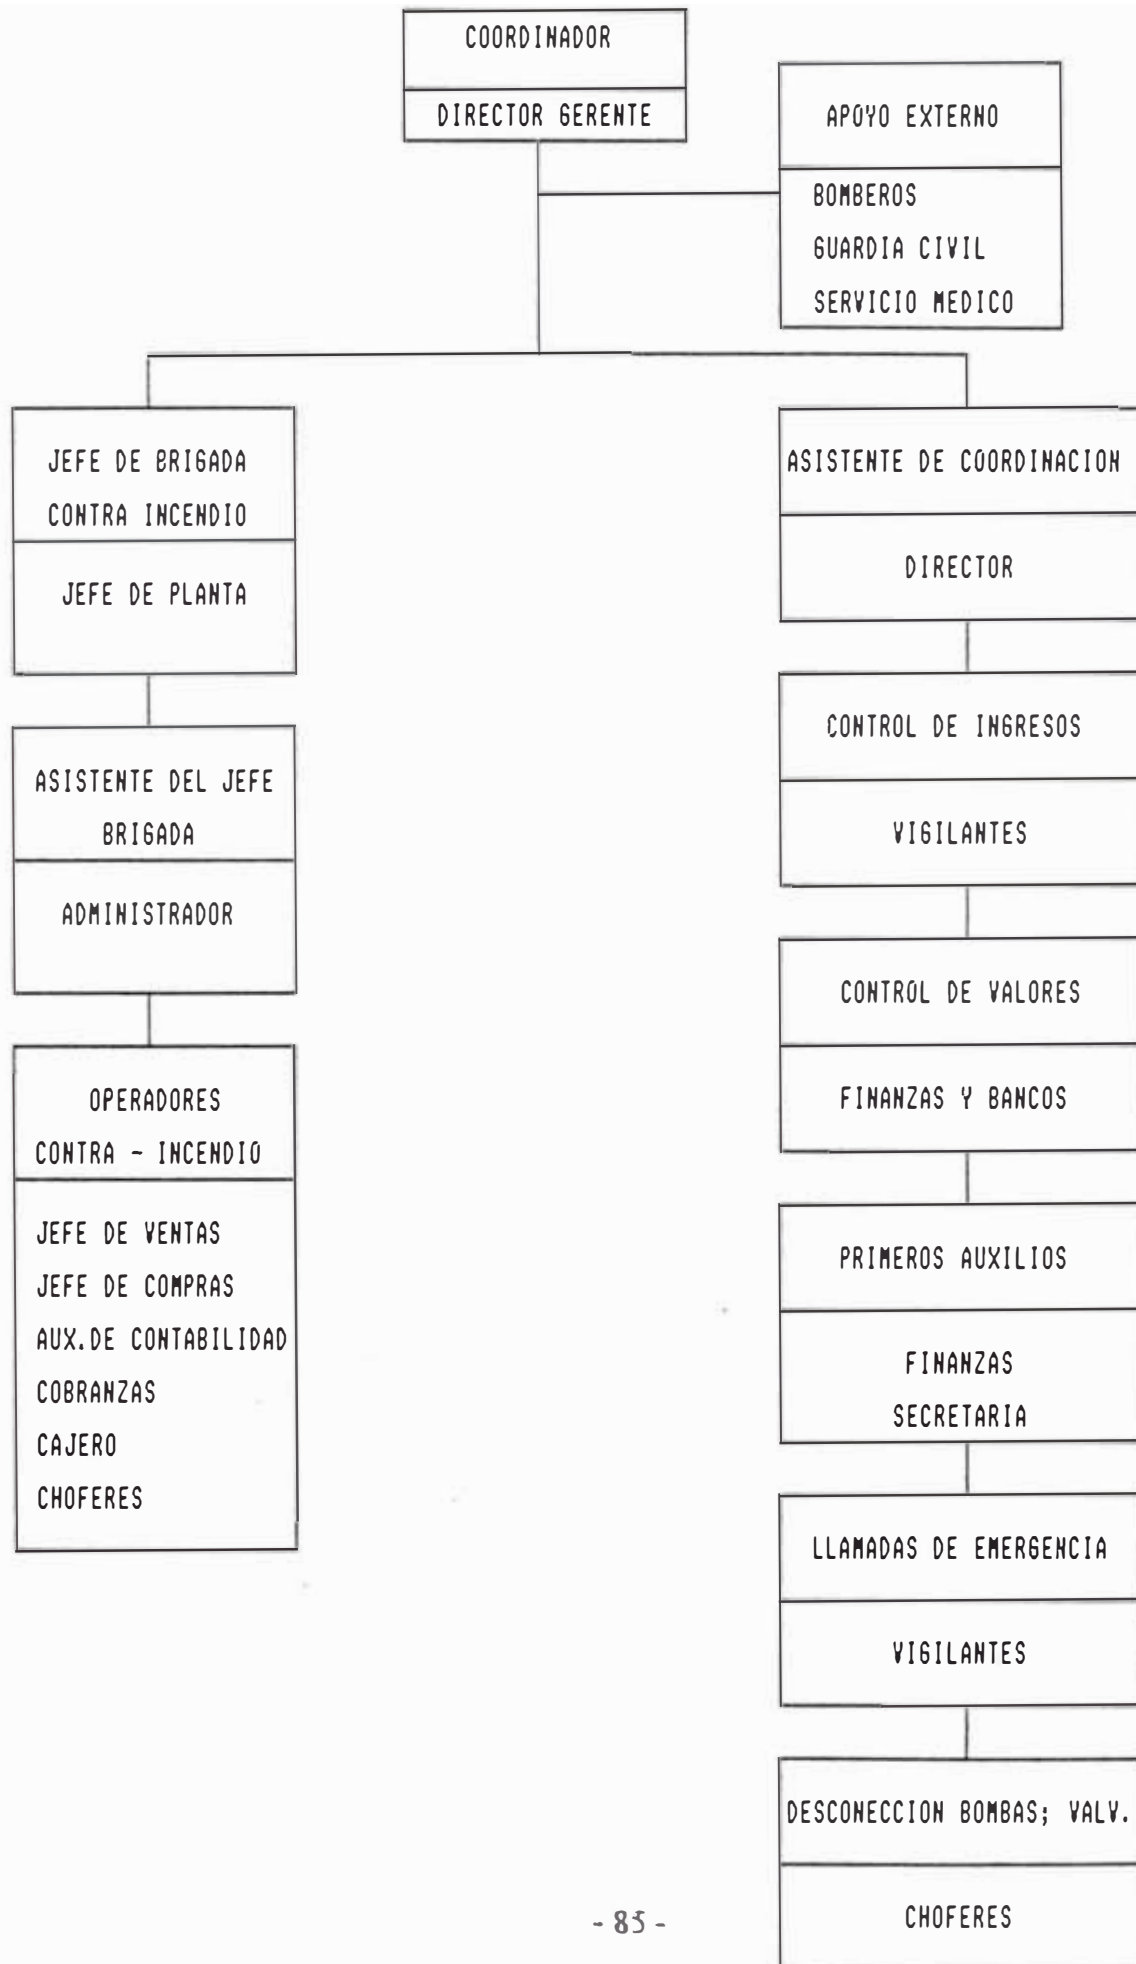 COORDINADOR
DIRECTOR GERENTE
APOYO EXTERNO
BOMBEROS
GUARDIA CIVIL
SERVICIO MEDICO
JEFE DE BRIGADA
CONTRA INCENDIO
JEFE DE PLANTA
ASISTENTE DEL JEFE
BRIGADA
ADMINISTRADOR
OPERADORES
CONTRA - INCENDIO
JEFE DE VENTAS
JEFE DE COMPRAS
AUX.DE CONTABILIDAD
COBRANZAS
CAJERO
CHOFERES
ASISTENTE DE COORDINACION
DIRECTOR
CONTROL DE INGRESOS
VIGILANTES
CONTROL DE VALORES
FINANZAS Y BANCOS
PRIMEROS AUXILIOS
FINANZAS
SECRETARIA
LLAMADAS DE EMERGENCIA
VIGILANTES
DESCONECCION BOMBAS; VALV.
CHOFERES
- 85 -